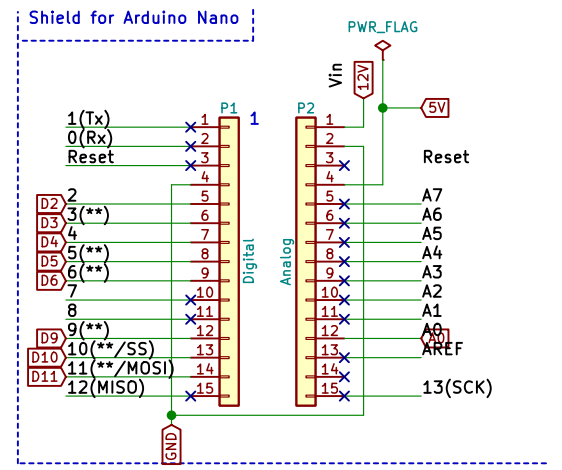 Shield for Arduino Nano
PWR_FLAG
Vin
12V
5V
P1
1
P2
1(Tx)
1
1
0(Rx)
2
2
Reset
3
3
Reset
4
4
D2
2
5
5
A7
D3
3(**)
6
6
A6
D4
4
7
7
A5
D5
5(**)
8
8
A4
D6
6(**)
9
9
A3
7
10
10
A2
8
11
11
A1
D9
9(**)
12
12
A0
A0
D10
10(**/SS)
13
13
AREF
D11
11(**/MOSI)
14
14
12(MISO)
15
15
13(SCK)
Digital
Analog
GND